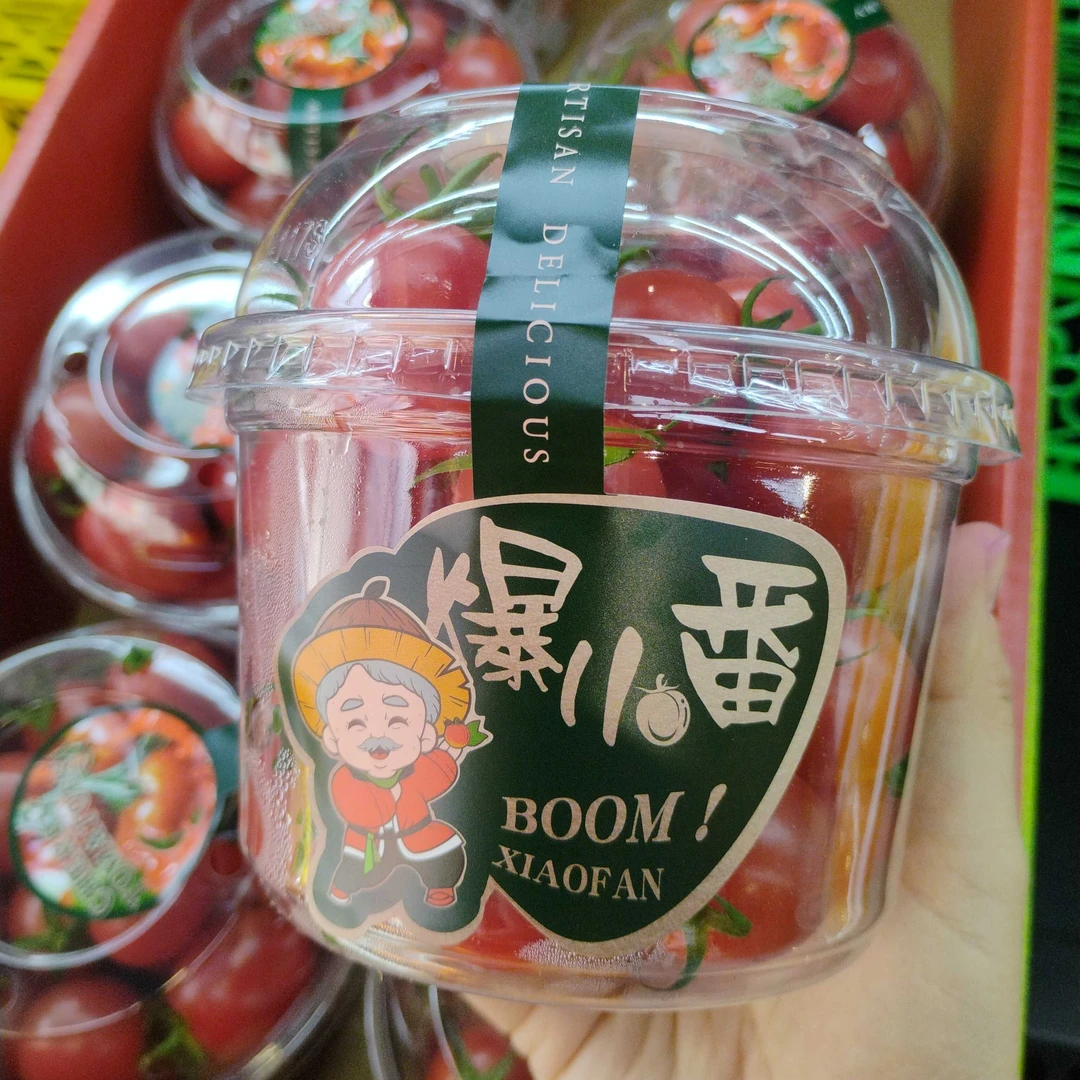 RTISAN DELICIOUS
爆小番
BOOM!
XIAOFAN